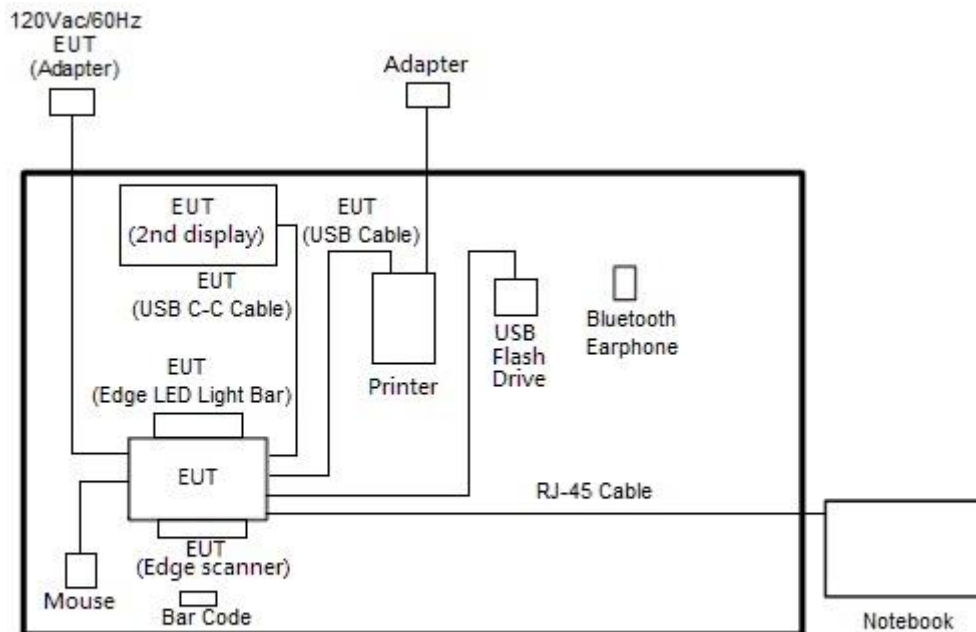 120Vac/60Hz
EUT
(Adapter)
Adapter
EUT
(2nd display)
EUT
(USB Cable)
EUT
(USB C-C Cable)
USB
Flash
Drive
Bluetooth
Earphone
Printer
EUT
(Edge LED Light Bar)
EUT
RJ-45 Cable
EUT
(Edge scanner)
Mouse
Bar Code
Notebook